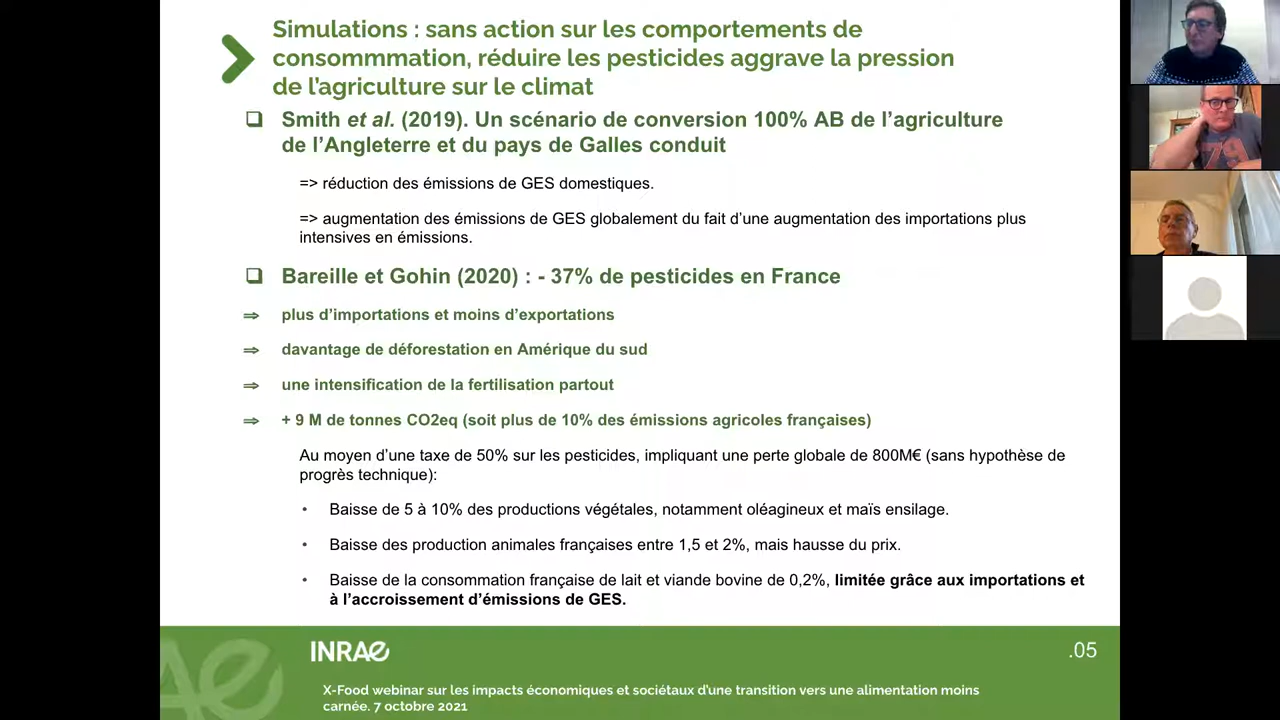 Simulations : sans action sur les comportements de
consommmation, réduire les pesticides aggrave la pression
de l’agriculture sur le climat
❑ Smith et al. (2019). Un scénario de conversion 100% AB de l’agriculture
de l’Angleterre et du pays de Galles conduit
=> réduction des émissions de GES domestiques.
=> augmentation des émissions de GES globalement du fait d’une augmentation des importations plus
intensives en émissions.
❑ Bareille et Gohin (2020) : - 37% de pesticides en France
⇒ plus d’importations et moins d’exportations
⇒ davantage de déforestation en Amérique du sud
⇒ une intensification de la fertilisation partout
⇒ + 9 M de tonnes CO2eq (soit plus de 10% des émissions agricoles françaises)
Au moyen d’une taxe de 50% sur les pesticides, impliquant une perte globale de 800M€ (sans hypothèse de
progrès technique):
• Baisse de 5 à 10% des productions végétales, notamment oléagineux et maïs ensilage.
• Baisse des production animales françaises entre 1,5 et 2%, mais hausse du prix.
• Baisse de la consommation française de lait et viande bovine de 0,2%, limitée grâce aux importations et
à l’accroissement d’émissions de GES.
INRAE
.05
X-Food webinar sur les impacts économiques et sociétaux d’une transition vers une alimentation moins
carnée. 7 octobre 2021
79